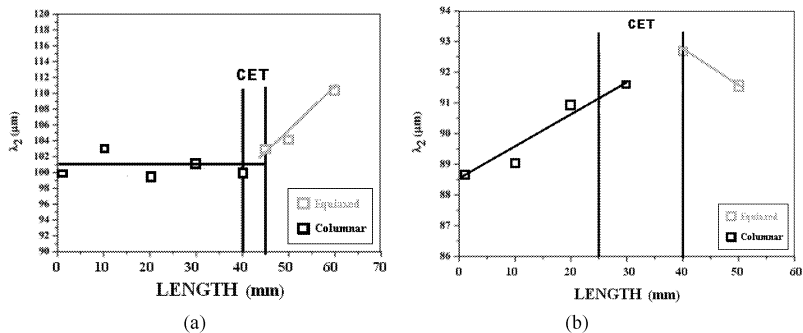 120
118
116
114
112
110
108
106
104
102
100
98
96
94
92
90
λ2 (μm)
CET
Equiaxed
Columnar
0 10 20 30 40 50 60 70
LENGTH (mm)
(a)
94
93
92
91
90
89
88
87
86
λ2 (μm)
CET
Equiaxed
Columnar
0 10 20 30 40 50 60
LENGTH (mm)
(b)